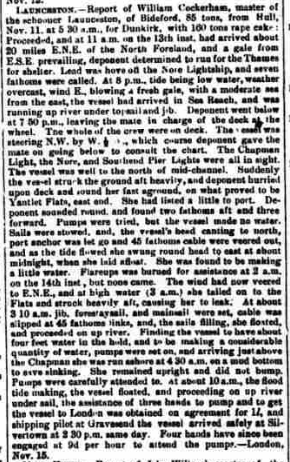 LAUNCESTON.—Report of William Cockerham, master of
the schooner Launceston, of Bideford, 85 tons, from Hull,
Nov. 11. at 5 30 a.m., for Dunkirk, with 160 tons rape cake:
Proceeded, and at 11 a.m. on the 13th inst. had arrived about
20 miles E.N.E. of the North Foreland, and a gale from
E.S.E. prevailing, deponent determined to run for the Thames
for shelter. Lead was hove off the Nore Lightship, and seven
fathoms were called. At 8 p.m., tide being low water, weather
overcast, wind E., blowing a fresh gale, with a moderate sea
from the east, the vessel had arrived in Sea Reach, and was
running up river under topsail and jib. Deponent went below
at 7 50 p.m., leaving the mate in charge of the deck at the
wheel. The whole of the crew were on deck. The vessel was
steering N.W. by W. ½ , which course deponent gave the
mate on going below to consult the chart. The Chapman
Light, the Nore, and Southend Pier Lights were all in sight.
The vessel was well to the north of mid-channel. Suddenly
the vessel struck the ground aft heavily, and deponent hurried
upon deck and found her fast aground, on what proved to be
Yantlet Flats, east end. She had listed a little to port. De-
ponent sounded round, and found two fathoms aft and three
forward. Pumps were tried, but the vessel made no water.
Sails were stowed, and, the vessel's head canting to north,
port anchor was let go and 45 fathoms cable were veered out,
and as the tide flowed she swung round head to east at about
midnight, when she laid afloat. She was found to be making
a little water. Flareups were burned for assistance at 2 a.m.
on the 14th inst., but none came. The wind had now veered
to E.N.E., and at high water (3 a.m.) she tailed on to the
Flats and struck heavily aft, causing her to leak. At about
3 10 a.m. jib, forestaysail, and mainsail were set, cable was
slipped at 45 fathoms links, and, the sails filling, she floated,
and proceeded up river. Finding the vessel to have about
four feet water in the hold, and to be making a considerable
quantity of water, pumps were set on, and arriving just above
the Chapman she was run ashore at 4 30 a.m. on a mud bottom
to save sinking. She remained upright and did not bump.
Pumps were carefully attended to. At about 10 a.m., the flood
tide making, the vessel floated, and proceeding on up river
under sail, the assistance of three hands to pump and to get
the vessel to London was obtained on agreement for 1l, and
shipping pilot at Gravesend the vessel arrived safely at Sil-
vertown at 2 30 p.m. same day. Four hands have since been
engaged at 9d per hour to attend the pumps.—London,
Nov. 15.